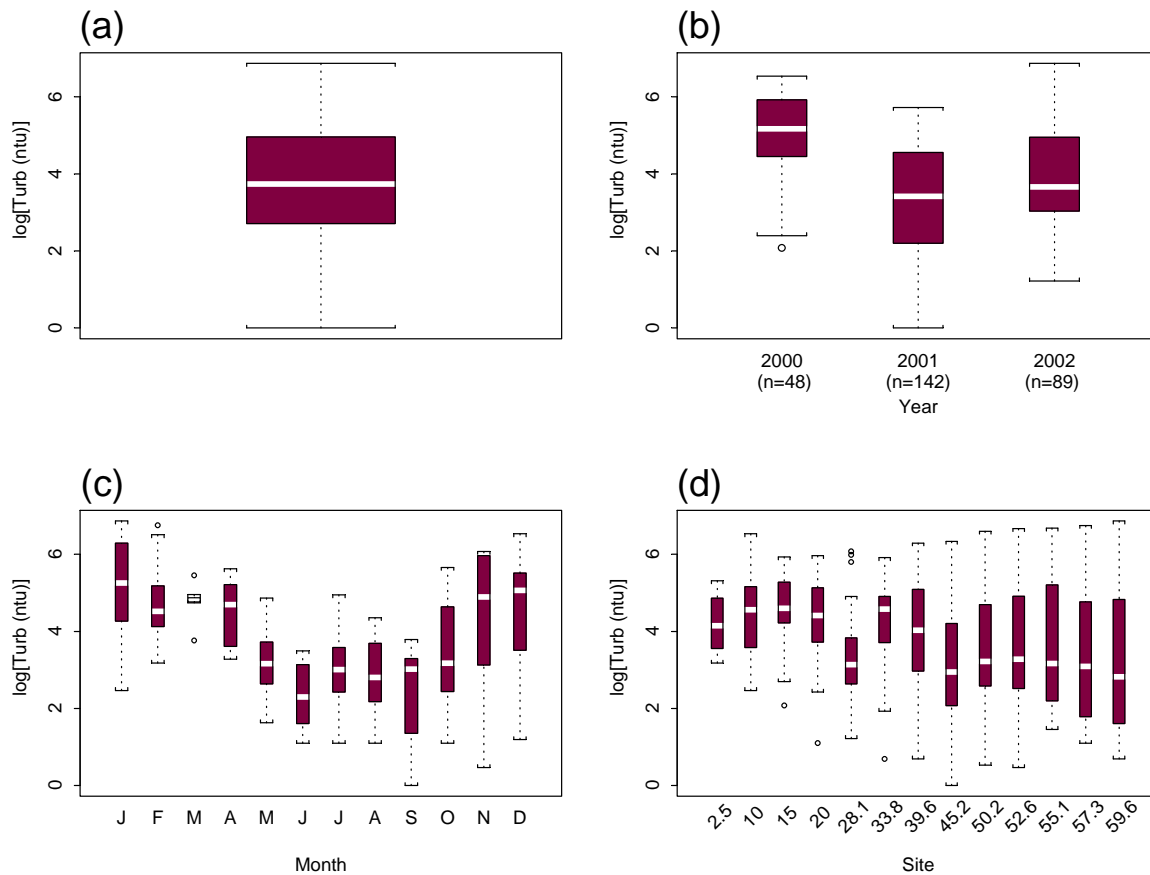 (a)
log[Turb (ntu)]
0 2 4 6
(b)
log[Turb (ntu)]
0 2 4 6
2000 2001 2002
(n=48) (n=142) (n=89)
Year
(c)
log[Turb (ntu)]
0 2 4 6
J F M A M J J A S O N D
Month
(d)
log[Turb (ntu)]
0 2 4 6
2.5 10 15 20 28.1 33.8 39.6 45.2 50.2 52.6 55.1 57.3 59.6
Site